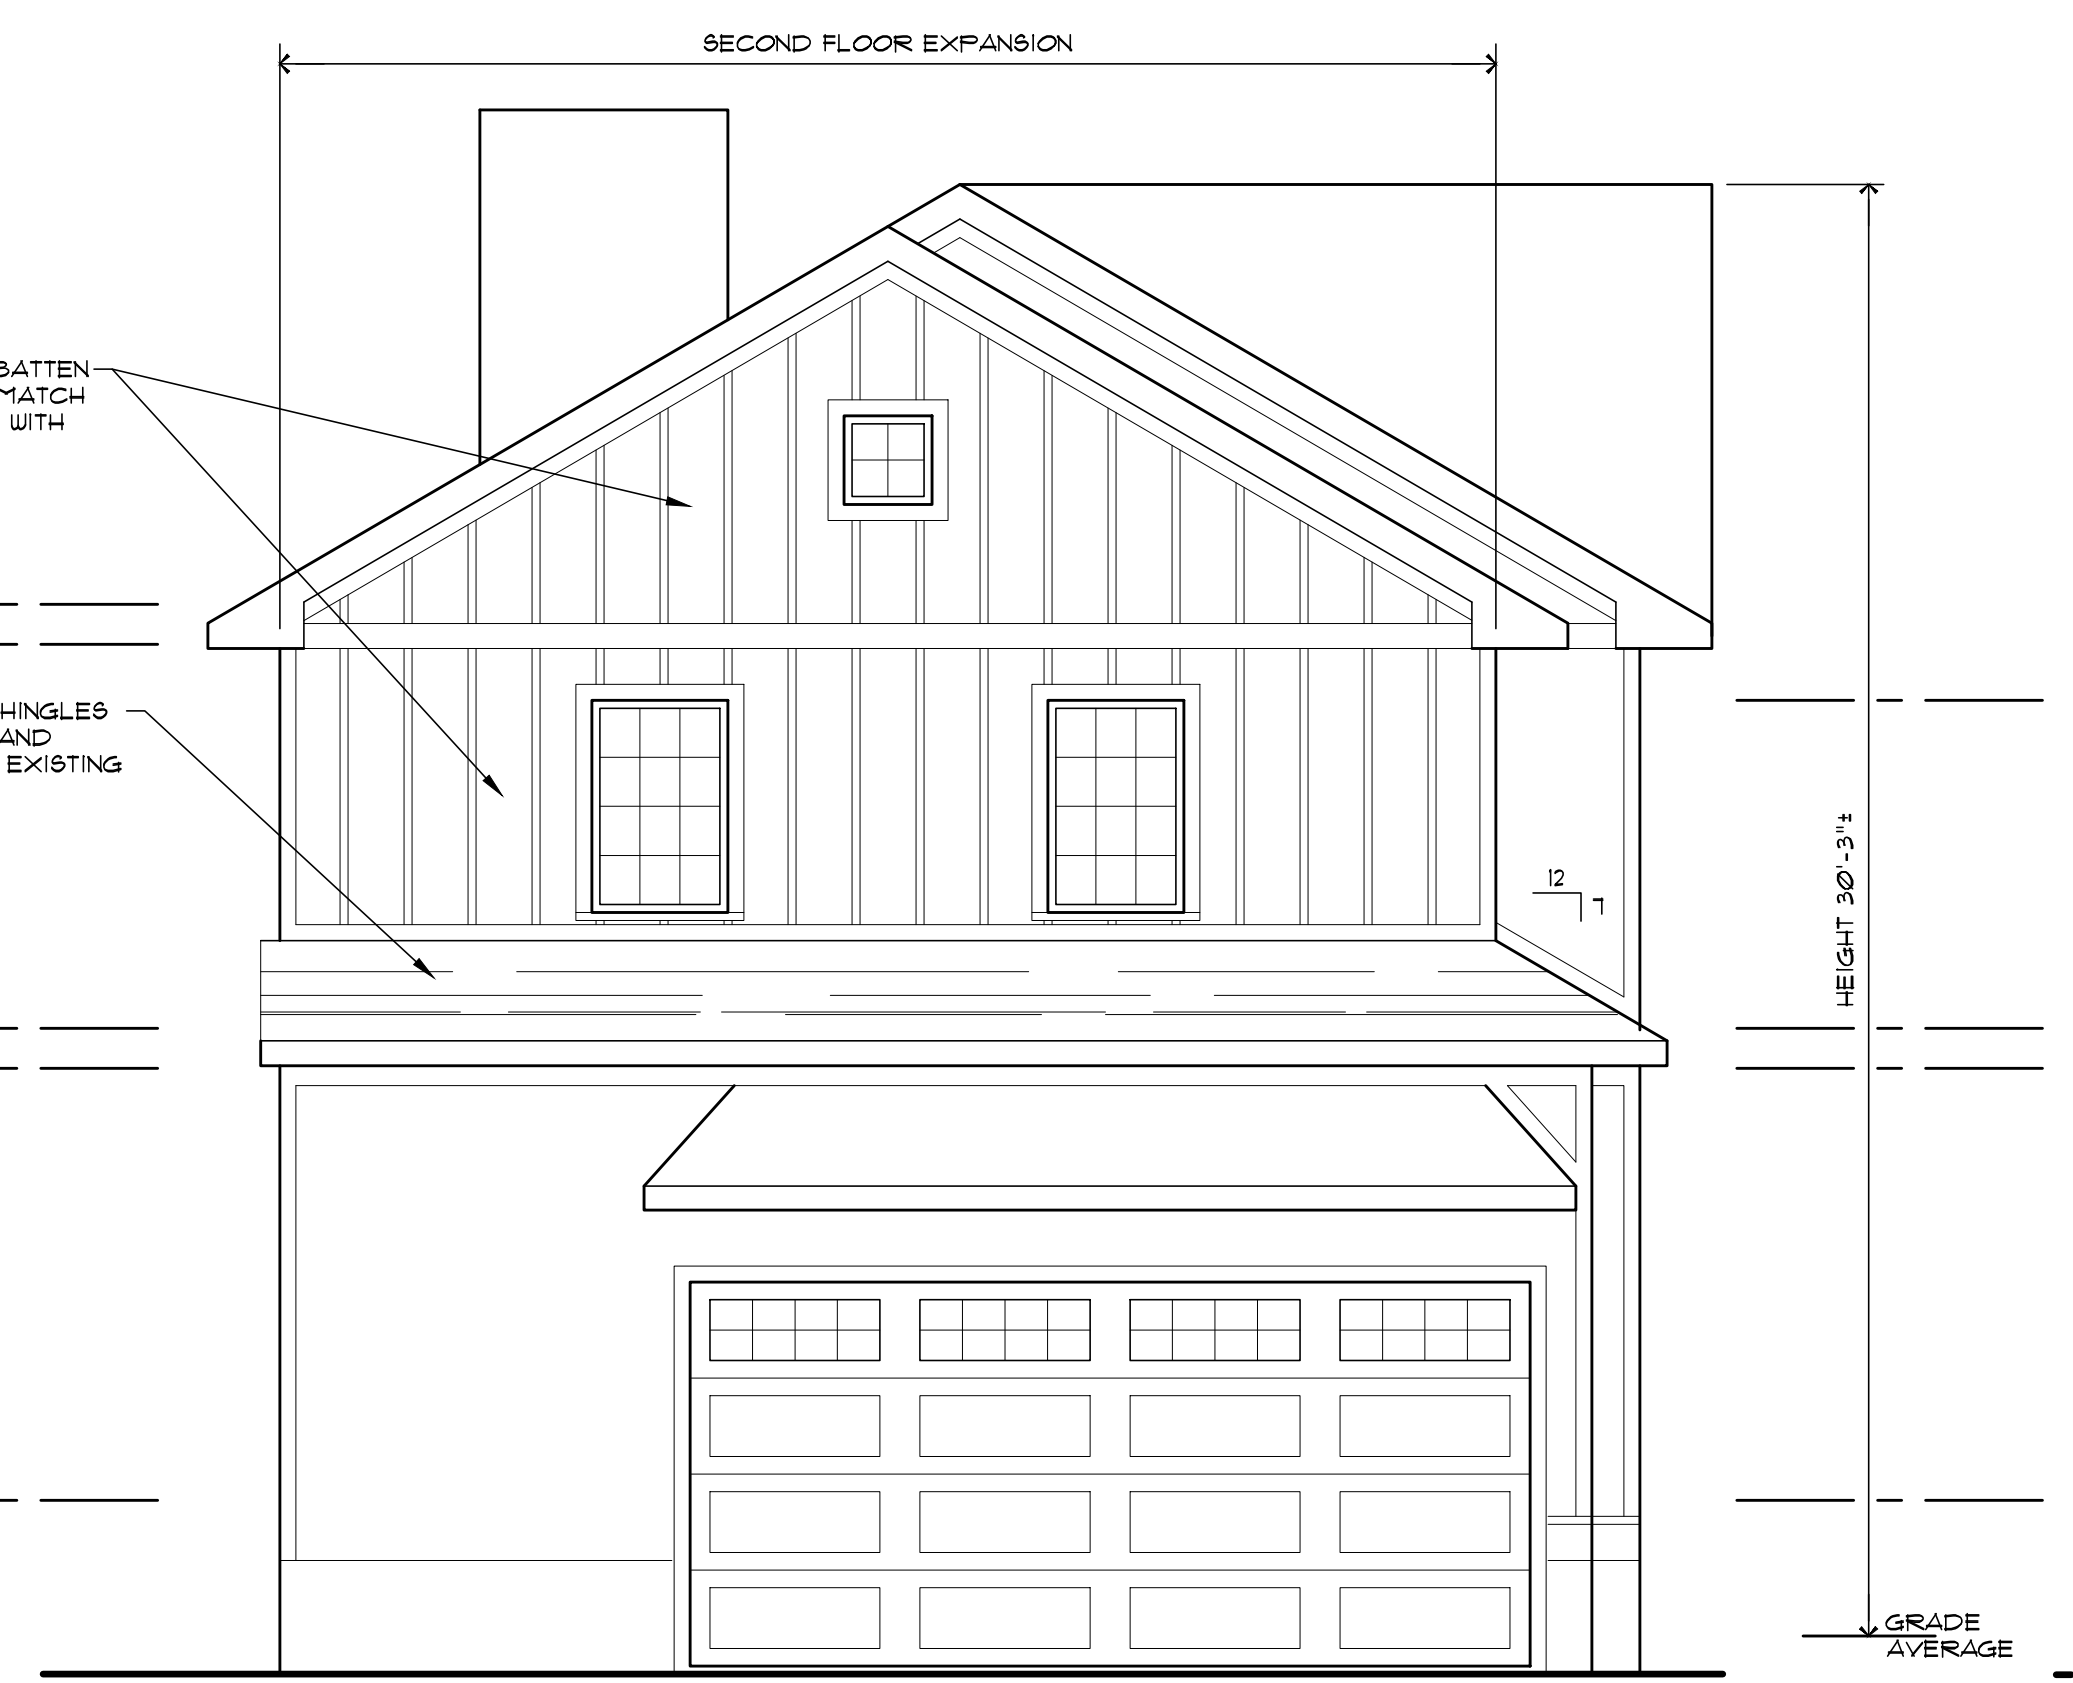 SECOND FLOOR EXPANSION
BATTEN
MATCH
WITH
HINGLES
AND
EXISTING
12
7
HEIGHT 30'-3"±
GRADE
AVERAGE